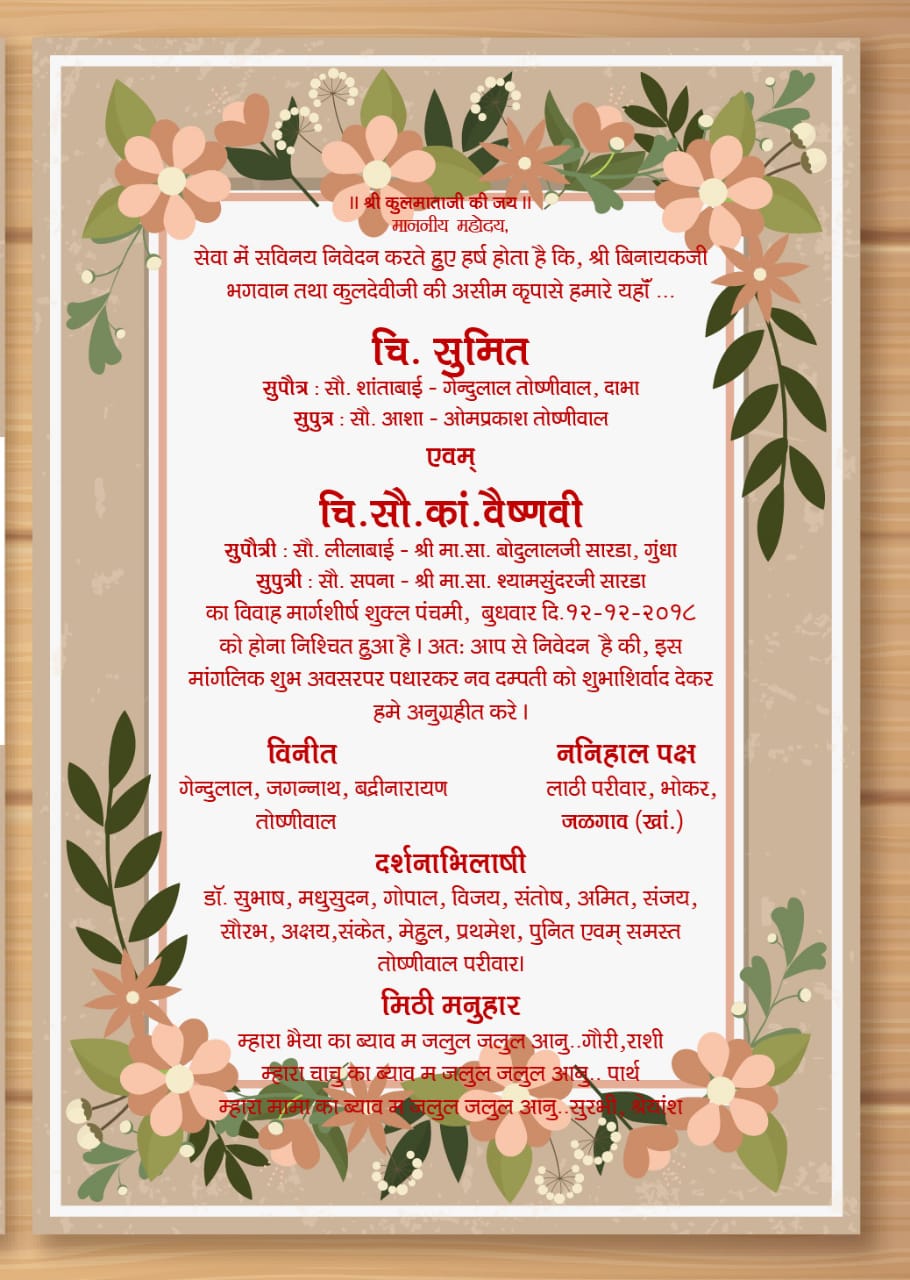 ।। श्री कुलमाताजी की जय।।
माननीय महोदय,
सेवा में सविनय निवेदन करते हुए हर्ष होता है कि, श्री बिनायकजी
भगवान तथा कुलदेवीजी की असीम कृपासे हमारे यहाँ ...
चि. सुमित
सुपौत्र : सौ. शांताबाई - गेन्दुलाल तोष्णीवाल, दाभा
सुपुत्र : सौ. आशा - ओमप्रकाश तोष्णीवाल
एवम्
चि.सौ.कां.वैष्णवी
सुपौत्री : सौ. लीलाबाई - श्री मा.सा. बोदुलालजी सारडा, गुंधा
सुपुत्री : सौ. सपना - श्री मा.सा. श्यामसुंदरजी सारडा
का विवाह मार्गशीर्ष शुक्ल पंचमी, बुधवार दि.१२-१२-२०१८
को होना निश्चित हुआ है । अत: आप से निवेदन है की, इस
मांगलिक शुभ अवसरपर पधारकर नव दम्पती को शुभाशिर्वाद देकर
हमे अनुग्रहीत करे ।
विनीत
गेन्दुलाल, जगन्नाथ, बद्रीनारायण
तोष्णीवाल
ननिहाल पक्ष
लाठी परीवार, भोकर,
जळगाव (खां.)
दर्शनाभिलाषी
डॉ. सुभाष, मधुसुदन, गोपाल, विजय, संतोष, अमित, संजय,
सौरभ, अक्षय,संकेत, मेहुल, प्रथमेश, पुनित एवम् समस्त
तोष्णीवाल परीवार।
मिठी मनुहार
म्हारा भैया का ब्याव म जलुल जलुल आनु..गौरी,राशी
म्हारा चाचु का ब्याव म जलुल जलुल आनु.. पार्थ
म्हारा मामा का ब्याव म जलुल जलुल आनु..सुरभी, श्रेयांश